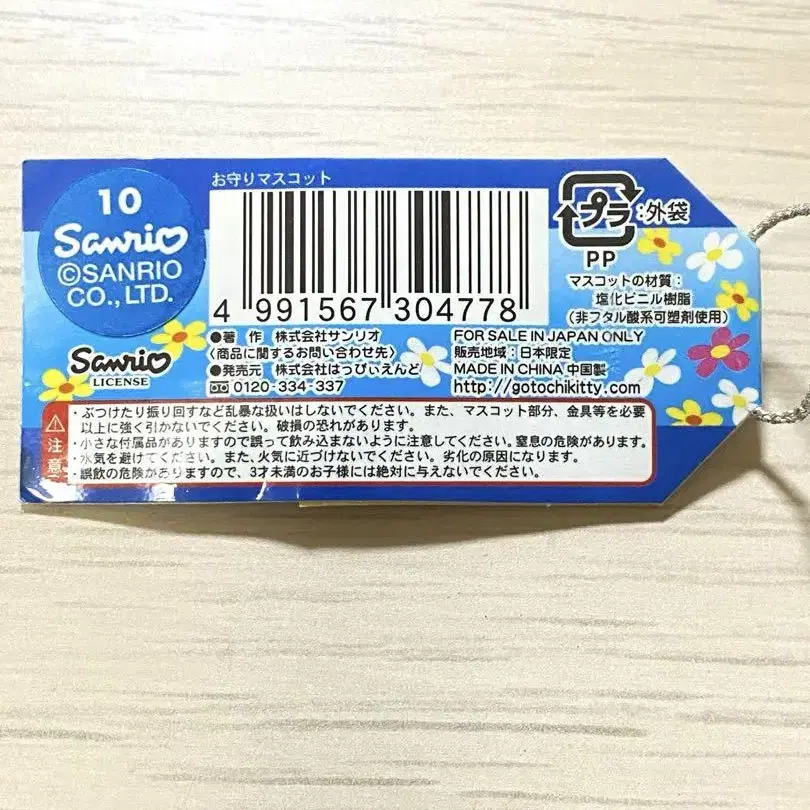 10
Sanrio
©SANRIO
CO., LTD.
Sanrio
LICENSE
お守りマスコット
4 991567 304778
プラ:外袋
PP
マスコットの材質:
塩化ビニル樹脂
(非フタル酸系可塑剤使用)
●著 作 株式会社サンリオ
〈商品に関するお問い合わせ先〉
●発売元 株式会社はうびぃえんど
0120-334-337
FOR SALE IN JAPAN ONLY
販売地域:日本限定
MADE IN CHINA 中国製
http://gotochikitty.com
注意
・ぶつけたり振り回すなど乱暴な扱いはしないでください。また、マスコット部分、金具等を必要
以上に強く引かないでください。破損の恐れがあります。
・小さな付属品がありますので誤って飲み込まないように注意してください。窒息の危険があります。
・水気を避けてください。また、火気に近づけないでください。劣化の原因になります。
・誤飲の危険がありますので、3才未満のお子様には絶対に与えないでください。